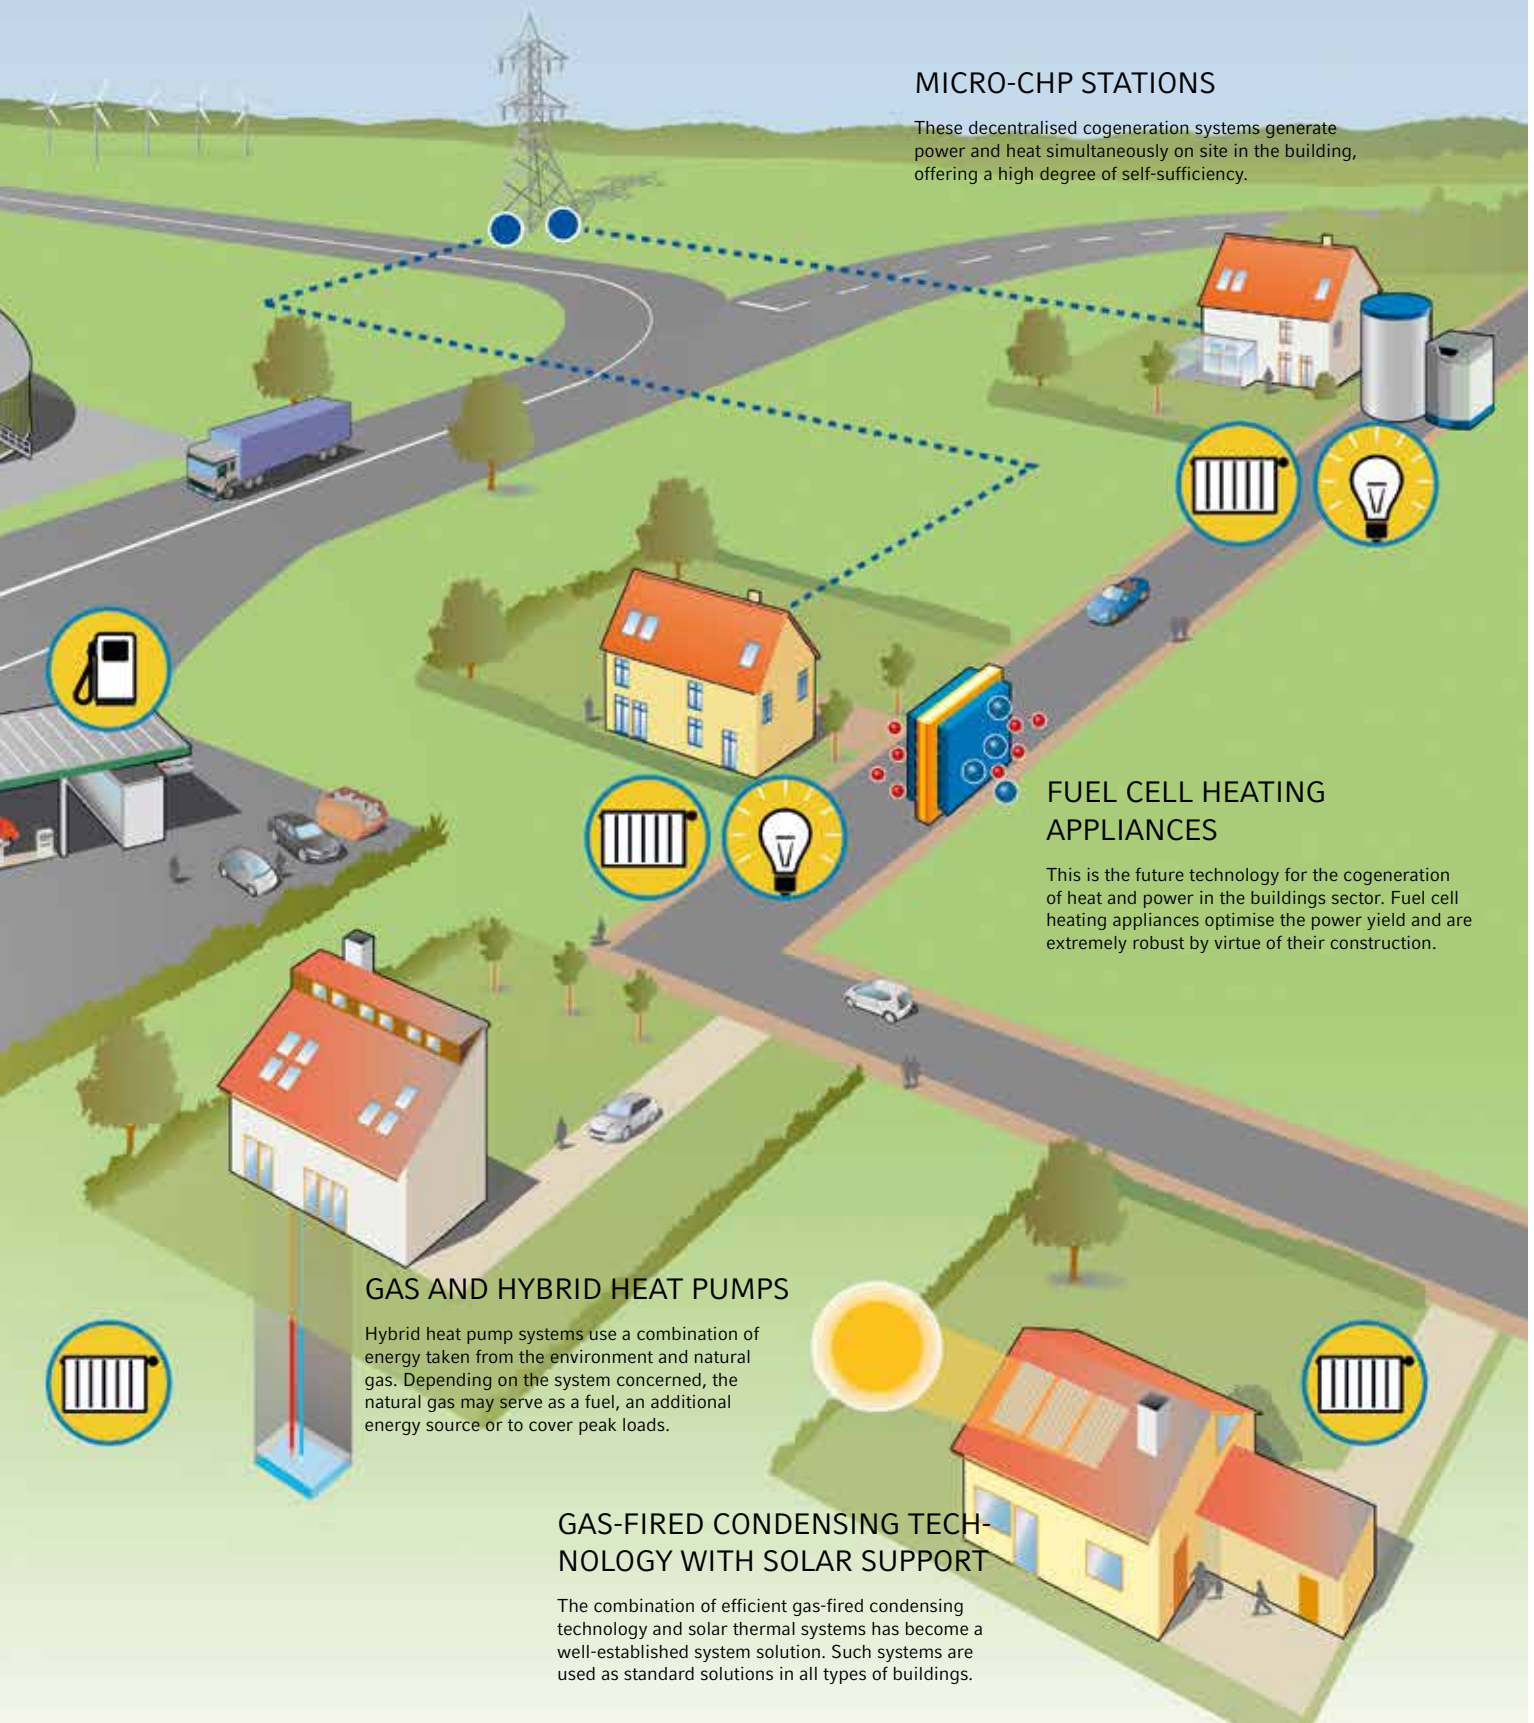 MICRO-CHP STATIONS
These decentralised cogeneration systems generate
power and heat simultaneously on site in the building,
offering a high degree of self-sufficiency.
FUEL CELL HEATING
APPLIANCES
This is the future technology for the cogeneration
of heat and power in the buildings sector. Fuel cell
heating appliances optimise the power yield and are
extremely robust by virtue of their construction.
GAS AND HYBRID HEAT PUMPS
Hybrid heat pump systems use a combination of
energy taken from the environment and natural
gas. Depending on the system concerned, the
natural gas may serve as a fuel, an additional
energy source or to cover peak loads.
GAS-FIRED CONDENSING TECH-
NOLOGY WITH SOLAR SUPPORT
The combination of efficient gas-fired condensing
technology and solar thermal systems has become a
well-established system solution. Such systems are
used as standard solutions in all types of buildings.